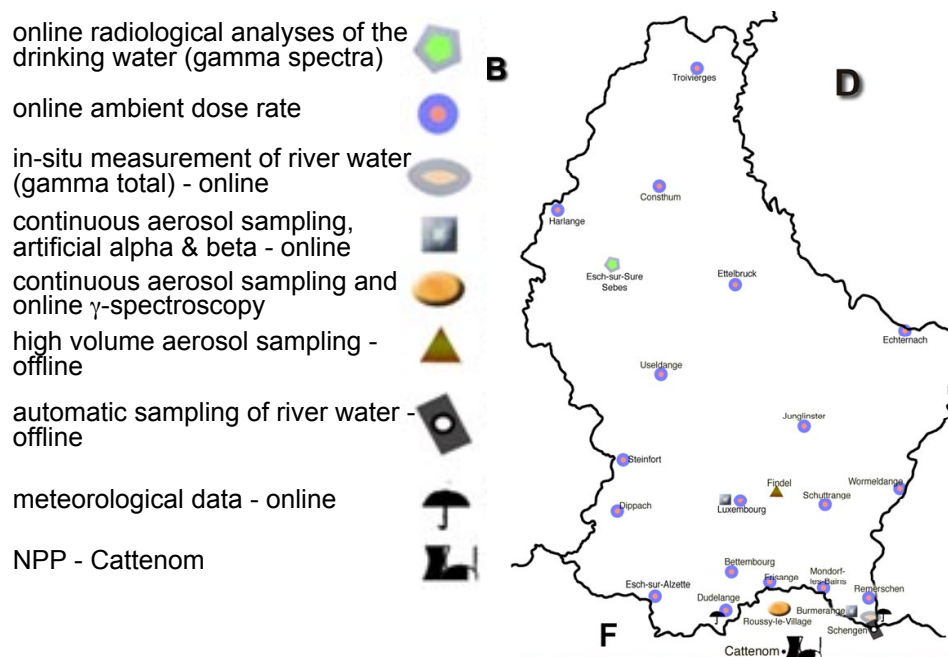 online radiological analyses of the
drinking water (gamma spectra)
online ambient dose rate
in-situ measurement of river water
(gamma total) - online
continuous aerosol sampling,
artificial alpha & beta - online
continuous aerosol sampling and
online γ-spectroscopy
high volume aerosol sampling -
offline
automatic sampling of river water -
offline
meteorological data - online
NPP - Cattenom
B
D
Troivierges
Consthum
Harlange
Esch-sur-Sure
Sebes
Ettelbruck
Echternach
Useldange
Junglinster
Steinfort
Wormeldange
Findel
Schuttrange
Luxembourg
Dippach
Bettembourg
Frisange
Mondorf-
les-Bains
Esch-sur-Alzette
Remerschen
Dudelange
Burmerange
Roussy-le-Village
Schengen
F
Cattenom